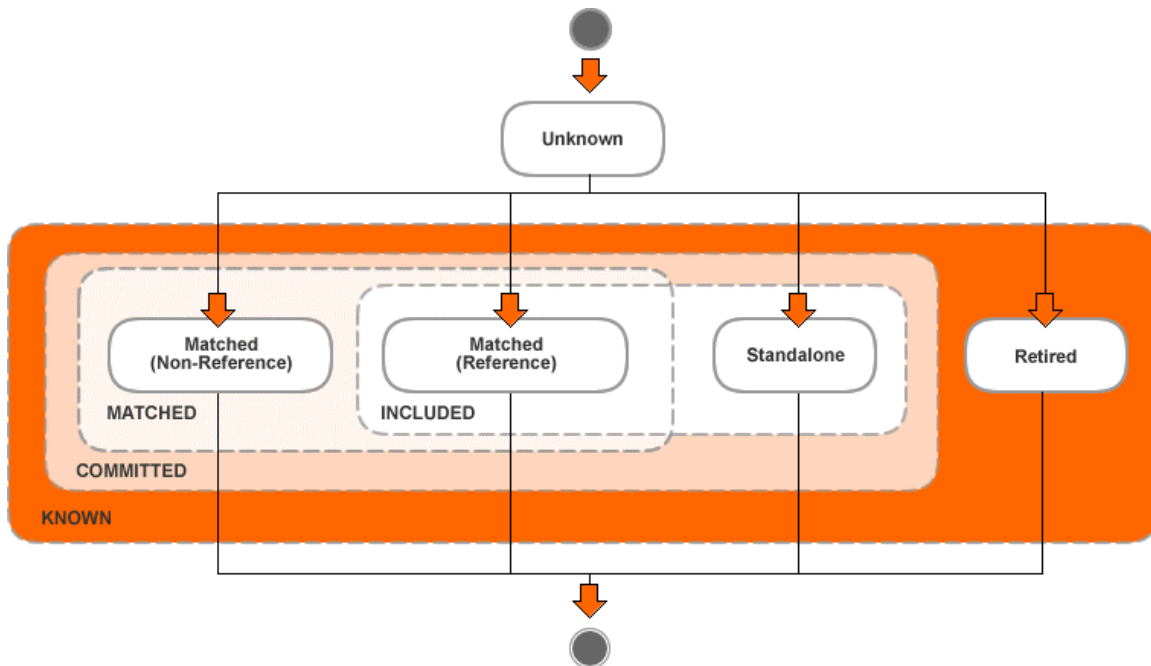 Unknown
Matched
(Non-Reference)
Matched
(Reference)
Standalone
Retired
MATCHED
INCLUDED
COMMITTED
KNOWN